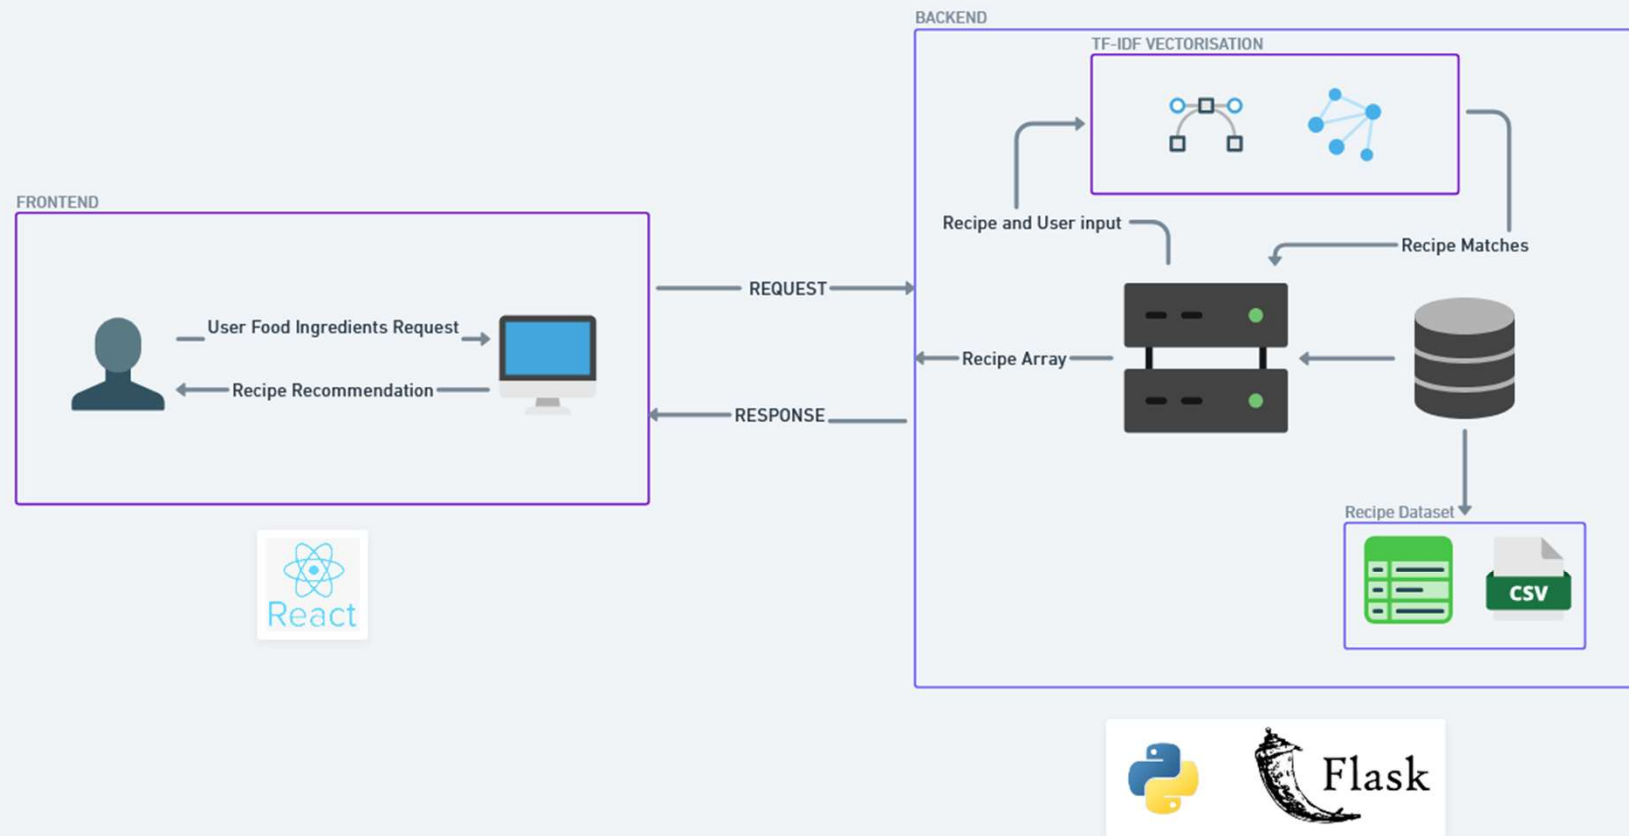 BACKEND
TF-IDF VECTORISATION
Recipe and User input
Recipe Matches
FRONTEND
REQUEST
User Food Ingredients Request
Recipe Array
Recipe Recommendation
RESPONSE
Recipe Dataset
CSV
React
Flask